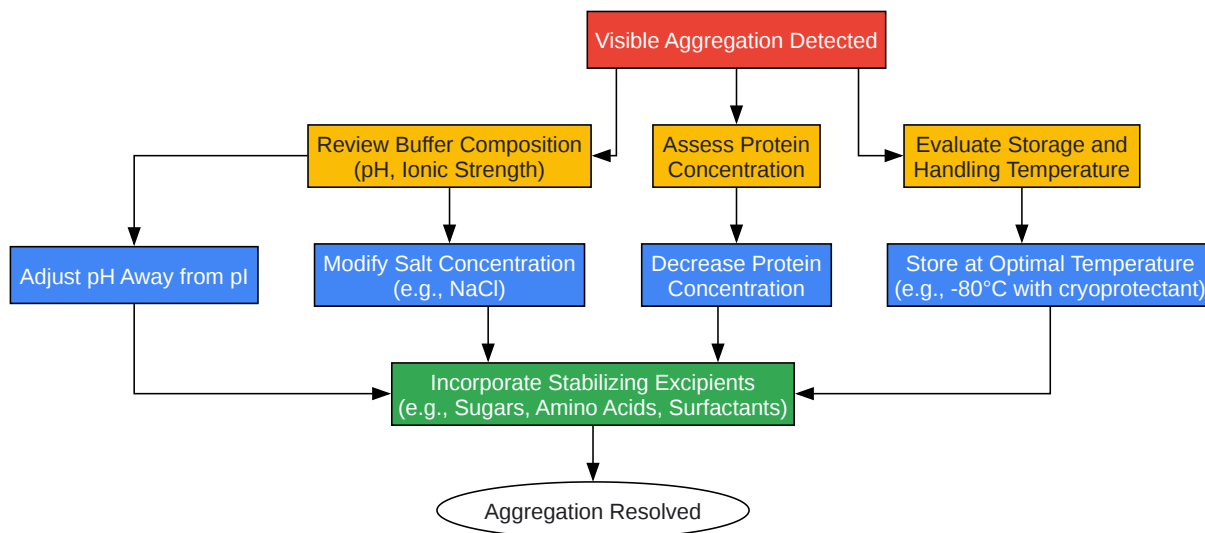 Visible Aggregation Detected
Review Buffer Composition
(pH, Ionic Strength)
Assess Protein
Concentration
Evaluate Storage and
Handling Temperature
Adjust pH Away from pI
Modify Salt Concentration
(e.g., NaCl)
Decrease Protein
Concentration
Store at Optimal Temperature
(e.g., -80°C with cryoprotectant)
Incorporate Stabilizing Excipients
(e.g., Sugars, Amino Acids, Surfactants)
Aggregation Resolved